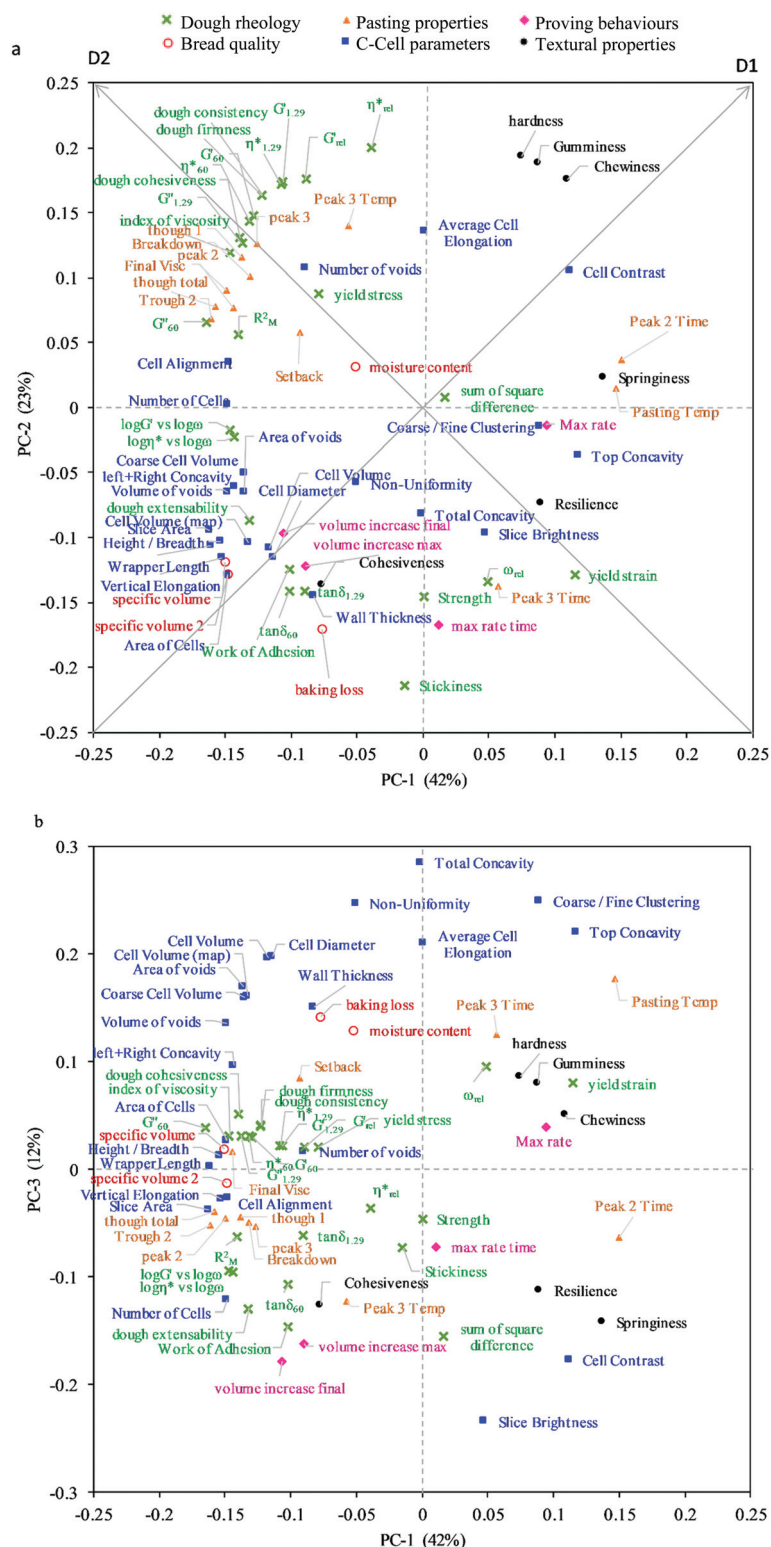 Dough rheology Pasting properties Proving behaviours
Bread quality C-Cell parameters Textural properties
a
D2
D1
0.25
0.2
0.15
0.1
0.05
0
-0.05
-0.1
-0.15
-0.2
-0.25
PC-2 (23%)
dough consistency
G'1.29
η*rel
dough firmness
η*1.29
G'rel
G'60
η*60
dough cohesiveness
G''1.29
peak 3
Peak 3 Temp
index of viscosity
though 1
Breakdown
peak 2
Final Visc
though total
Trough 2
G''60
R²M
Number of voids
yield stress
Setback
Average Cell
Elongation
hardness
Gumminess
Chewiness
Cell Contrast
Peak 2 Time
Springiness
Pasting Temp
moisture content
sum of square
difference
Cell Alignment
Number of Cells
logG' vs logω
logη* vs logω
Area of voids
Coarse / Fine Clustering
Max rate
Coarse Cell Volume
left+Right Concavity
Cell Volume
Non-Uniformity
Top Concavity
Volume of voids
Cell Diameter
dough extensability
Resilience
Cell Volume (map)
Slice Area
volume increase final
Total Concavity
Slice Brightness
Height / Breadth
volume increase max
Wrapper Length
Cohesiveness
ωrel
yield strain
Vertical Elongation
specific volume
tanδ1.29
Strength
Peak 3 Time
specific volume 2
tanδ60
Wall Thickness
max rate time
Area of Cells
Work of Adhesion
baking loss
Stickiness
-0.25 -0.2 -0.15 -0.1 -0.05 0 0.05 0.1 0.15 0.2 0.25
PC-1 (42%)
b
0.3
0.2
0.1
0
-0.1
-0.2
-0.3
PC-3 (12%)
Total Concavity
Non-Uniformity
Coarse / Fine Clustering
Top Concavity
Cell Volume
Cell Diameter
Average Cell
Elongation
Cell Volume (map)
Area of voids
Wall Thickness
Pasting Temp
Coarse Cell Volume
baking loss
Peak 3 Time
Volume of voids
moisture content
hardness
left+Right Concavity
Setback
Gumminess
dough cohesiveness
dough firmness
ωrel
yield strain
index of viscosity
dough consistency
Chewiness
Area of Cells
η*1.29
G''60
G'1.29
G'rel
yield stress
Max rate
specific volume
Height / Breadth
η*60
G'60
Number of voids
Wrapper Length
G''1.29
specific volume 2
Final Visc
η*rel
Vertical Elongation
Cell Alignment
Strength
Slice Area
though 1
Peak 2 Time
though total
tanδ1.29
Trough 2
peak 3
max rate time
peak 2
Breakdown
R²M
Stickiness
logG' vs logω
logη* vs logω
Cohesiveness
Resilience
Number of Cells
tanδ60
Peak 3 Temp
Springiness
dough extensability
Work of Adhesion
volume increase max
sum of square
difference
Cell Contrast
volume increase final
Slice Brightness
-0.25 -0.2 -0.15 -0.1 -0.05 0 0.05 0.1 0.15 0.2 0.25
PC-1 (42%)